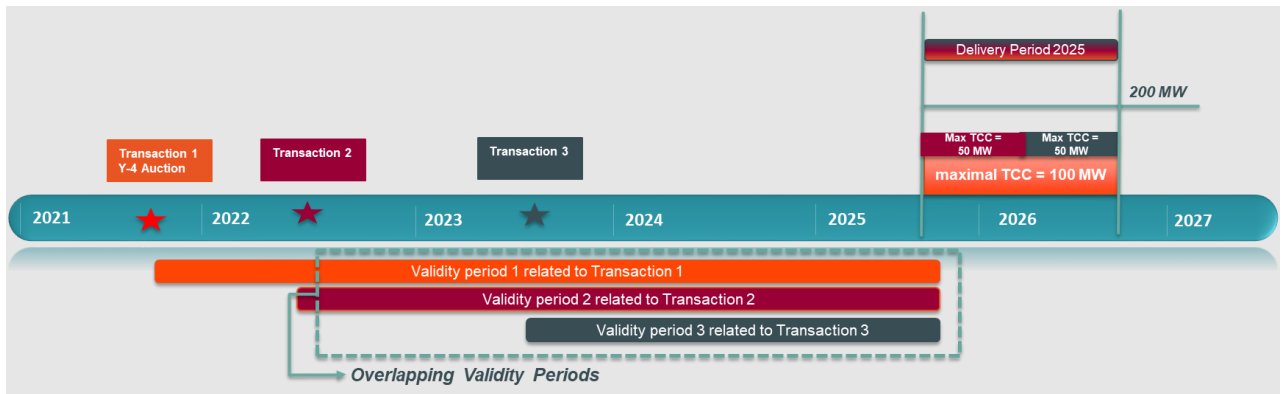 Delivery Period 2025
200 MW
Transaction 1
Y-4 Auction
Transaction 2
Transaction 3
Max TCC =
50 MW
Max TCC =
50 MW
maximal TCC = 100 MW
2021
2022
2023
2024
2025
2026
2027
Validity period 1 related to Transaction 1
Validity period 2 related to Transaction 2
Validity period 3 related to Transaction 3
Overlapping Validity Periods